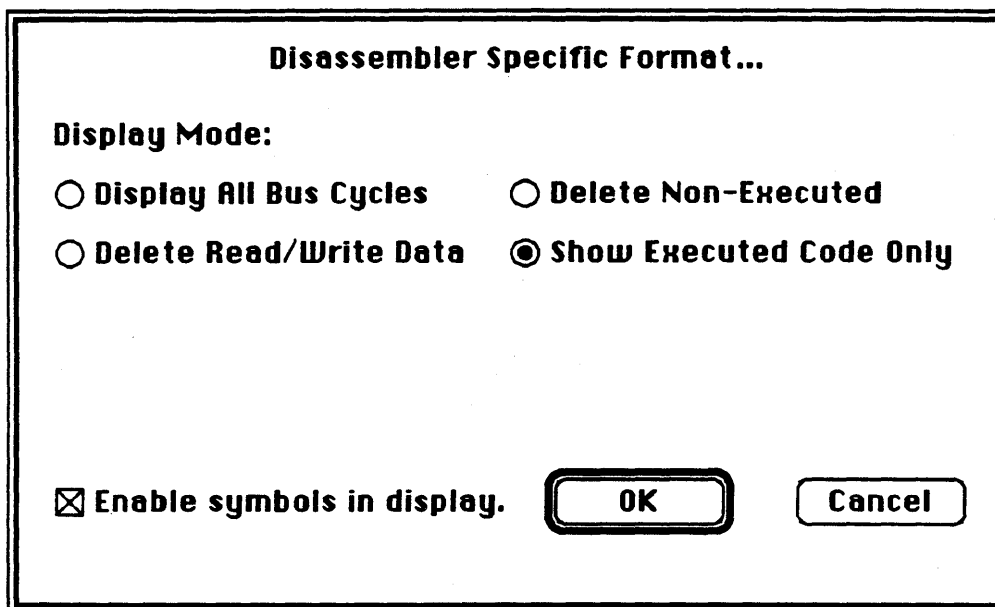 Disassembler Specific Format...
Display Mode:
Display All Bus Cycles
Delete Non-Executed
Delete Read/Write Data
Show Executed Code Only
Enable symbols in display.
OK
Cancel